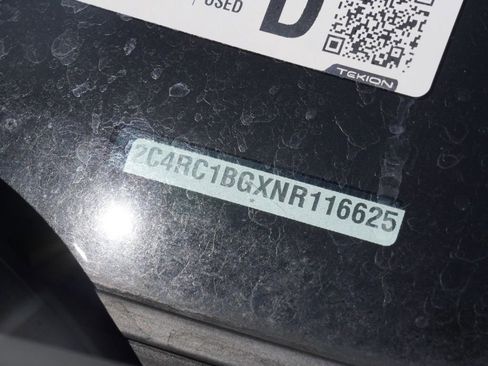 USED
D
TEKION
2C4RC1BGXNR116625